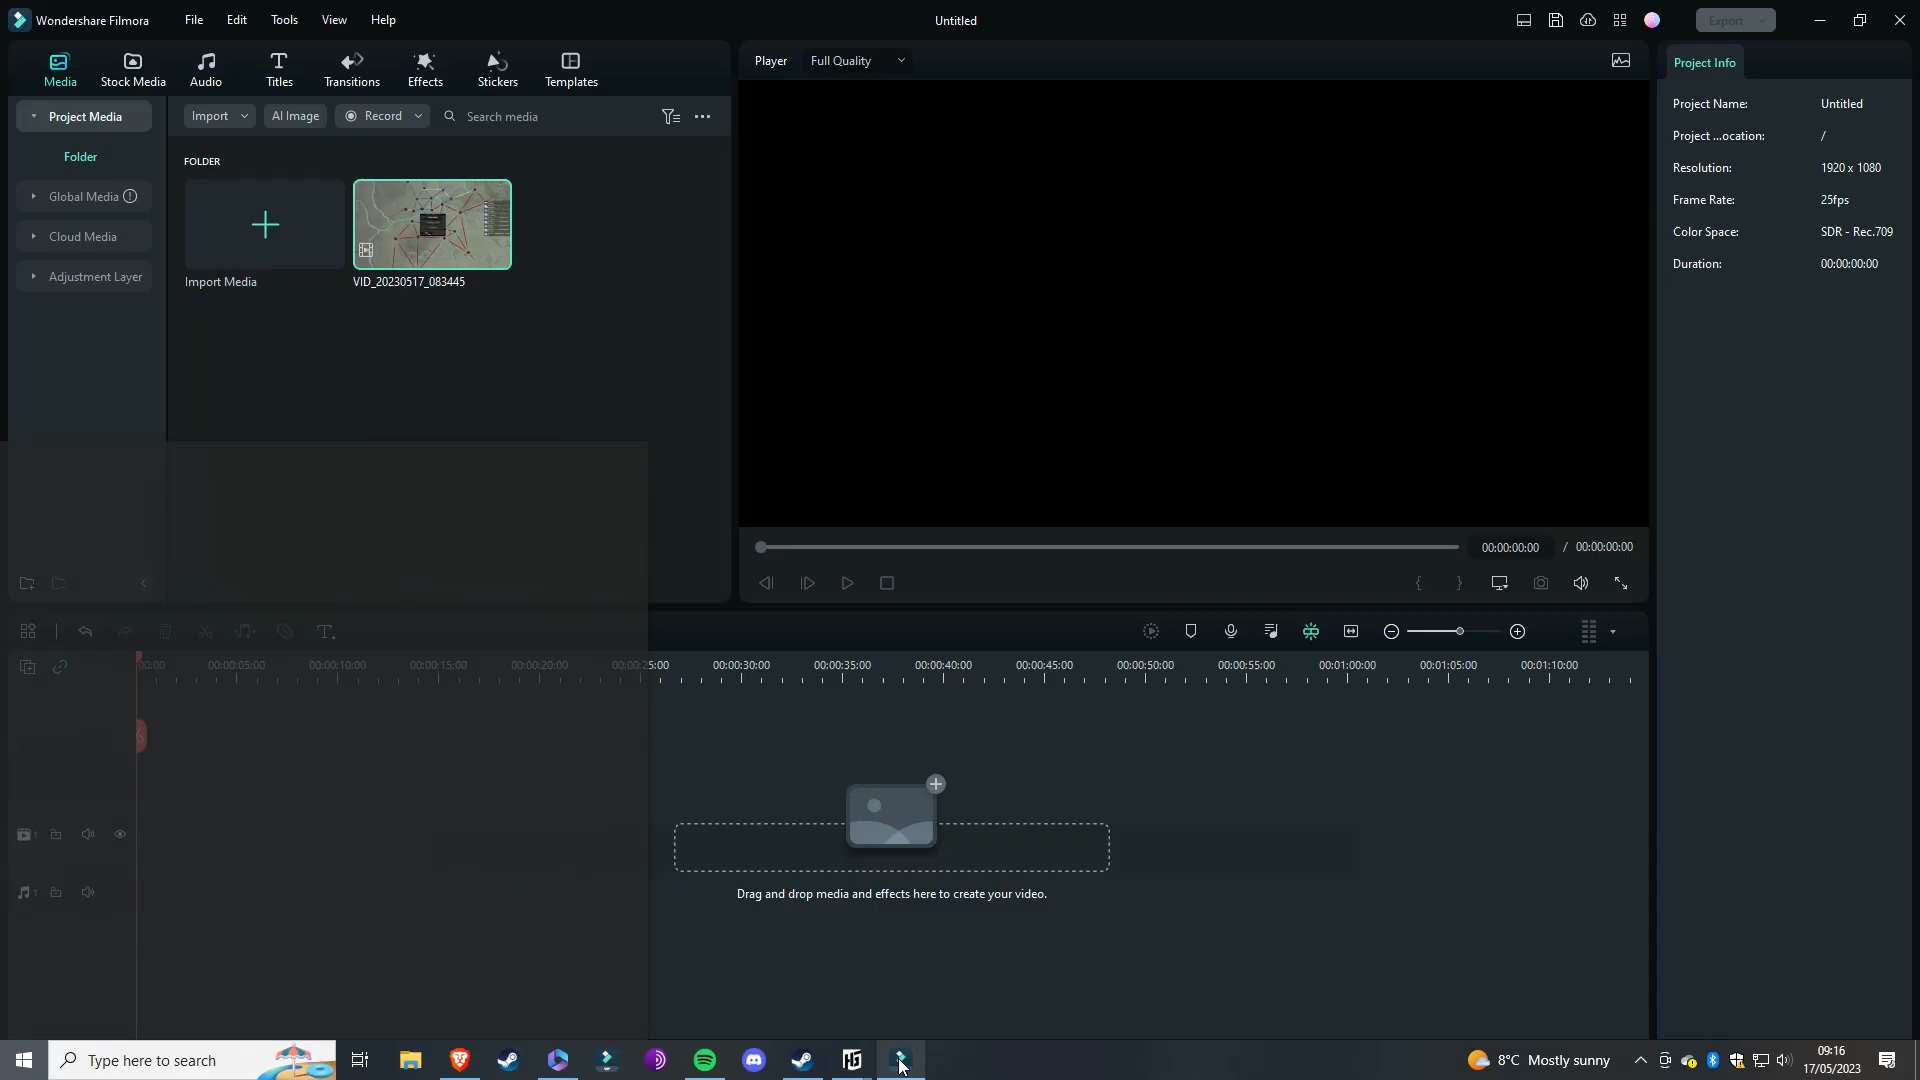 Wondershare Filmora
File
Edit
Tools
View
Help
Untitled
Export
Media
Stock Media
Audio
Titles
Transitions
Effects
Stickers
Templates
Player
Full Quality
Project Info
Project Media
Import
AI Image
Record
Search media
Folder
FOLDER
Global Media
Cloud Media
Adjustment Layer
Import Media
VID_20230517_083445
Project Name:
Untitled
Project ...ocation:
/
Resolution:
1920 x 1080
Frame Rate:
25fps
Color Space:
SDR - Rec.709
Duration:
00:00:00:00
00:00:00:00 / 00:00:00:00
:00:00 00:00:05:00 00:00:10:00 00:00:15:00 00:00:20:00 00:00:25:00 00:00:30:00 00:00:35:00 00:00:40:00 00:00:45:00 00:00:50:00 00:00:55:00 00:01:00:00 00:01:05:00 00:01:10:00
1
1
Drag and drop media and effects here to create your video.
Type here to search
8°C Mostly sunny
09:16
17/05/2023